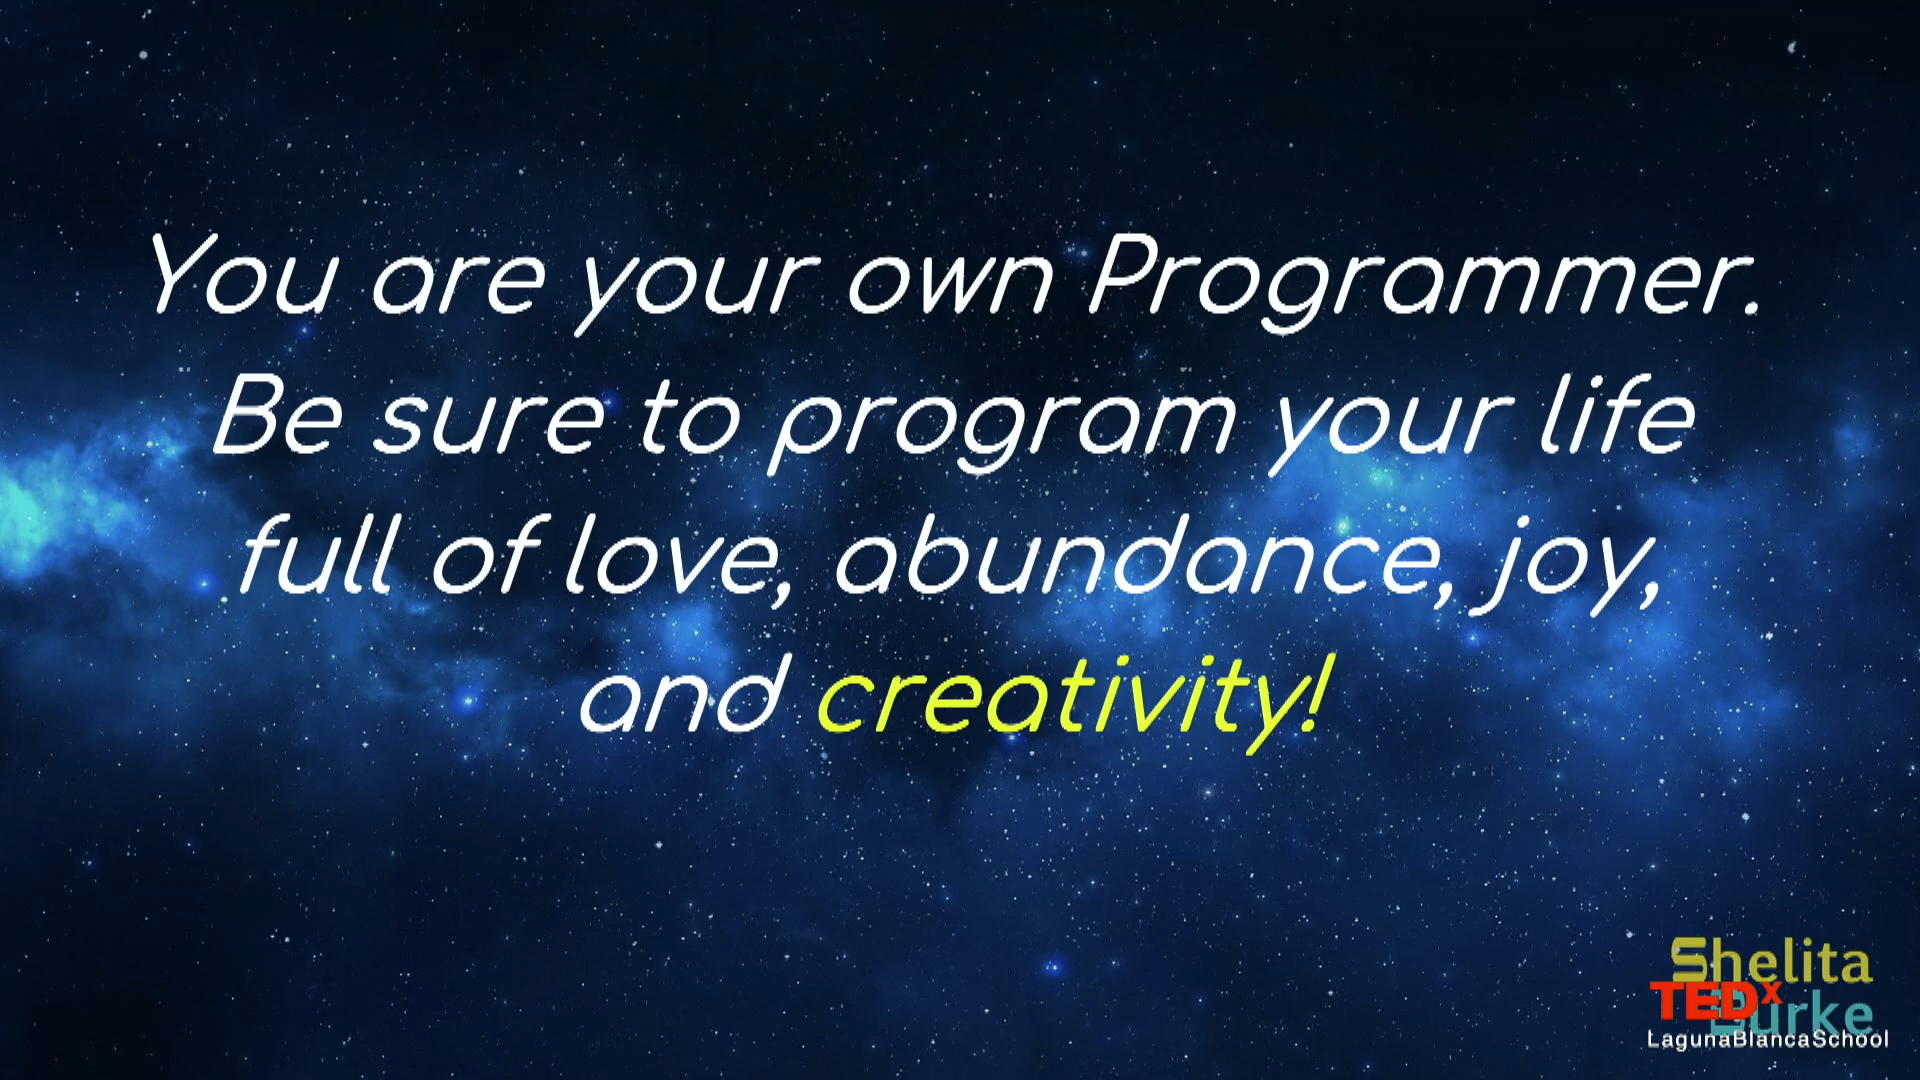 You are your own Programmer.
Be sure to program your life
full of love, abundance, joy,
and creativity!
Shelita
Burke
TEDx
LagunaBlancaSchool